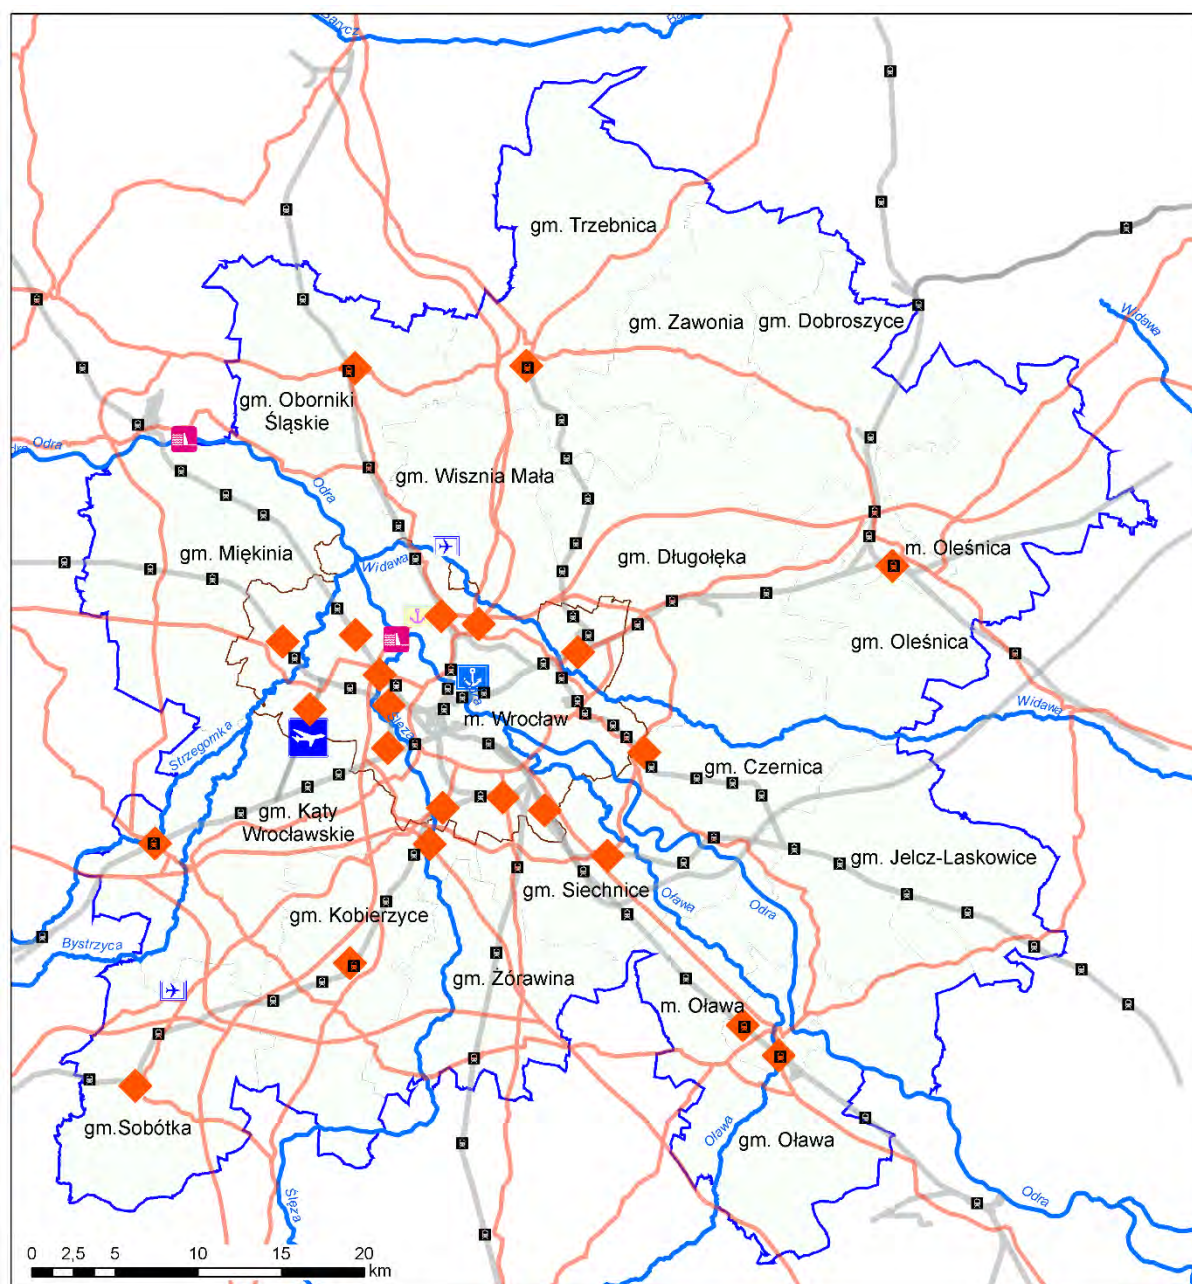 Barycz
Ba
gm. Trzebnica
gm. Zawonia
gm. Dobroszyce
Widawa
gm. Oborniki
Śląskie
Odra
Odra
gm. Wisznia Mała
gm. Miękinia
Widawa
gm. Długołęka
m. Oleśnica
gm. Oleśnica
Widawa
m. Wrocław
Ślęza
Strzegomka
gm. Czernica
gm. Kąty
Wrocławskie
gm. Jelcz-Laskowice
gm. Siechnice
Oława
Odra
gm. Kobierzyce
Bystrzyca
gm. Żórawina
m. Oława
gm.Sobótka
Oława
gm. Oława
Ślęza
Odra
0 2,5 5 10 15 20
km